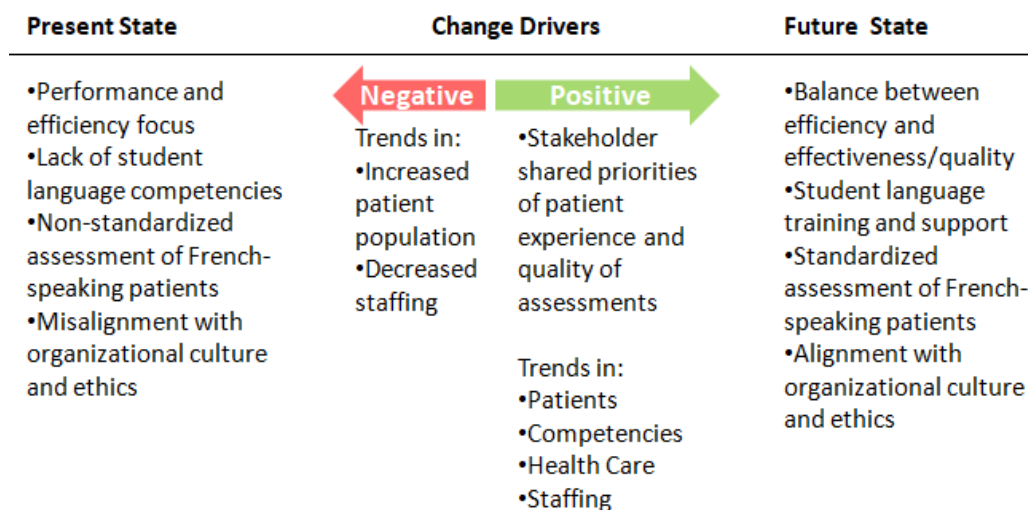 Present State
Change Drivers
Future State
•Performance and
efficiency focus
•Lack of student
language competencies
•Non-standardized
assessment of French-
speaking patients
•Misalignment with
organizational culture
and ethics
Negative
Trends in:
•Increased
patient
population
•Decreased
staffing
Positive
•Stakeholder
shared priorities
of patient
experience and
quality of
assessments
Trends in:
•Patients
•Competencies
•Health Care
•Staffing
•Balance between
efficiency and
effectiveness/quality
•Student language
training and support
•Standardized
assessment of French-
speaking patients
•Alignment with
organizational culture
and ethics